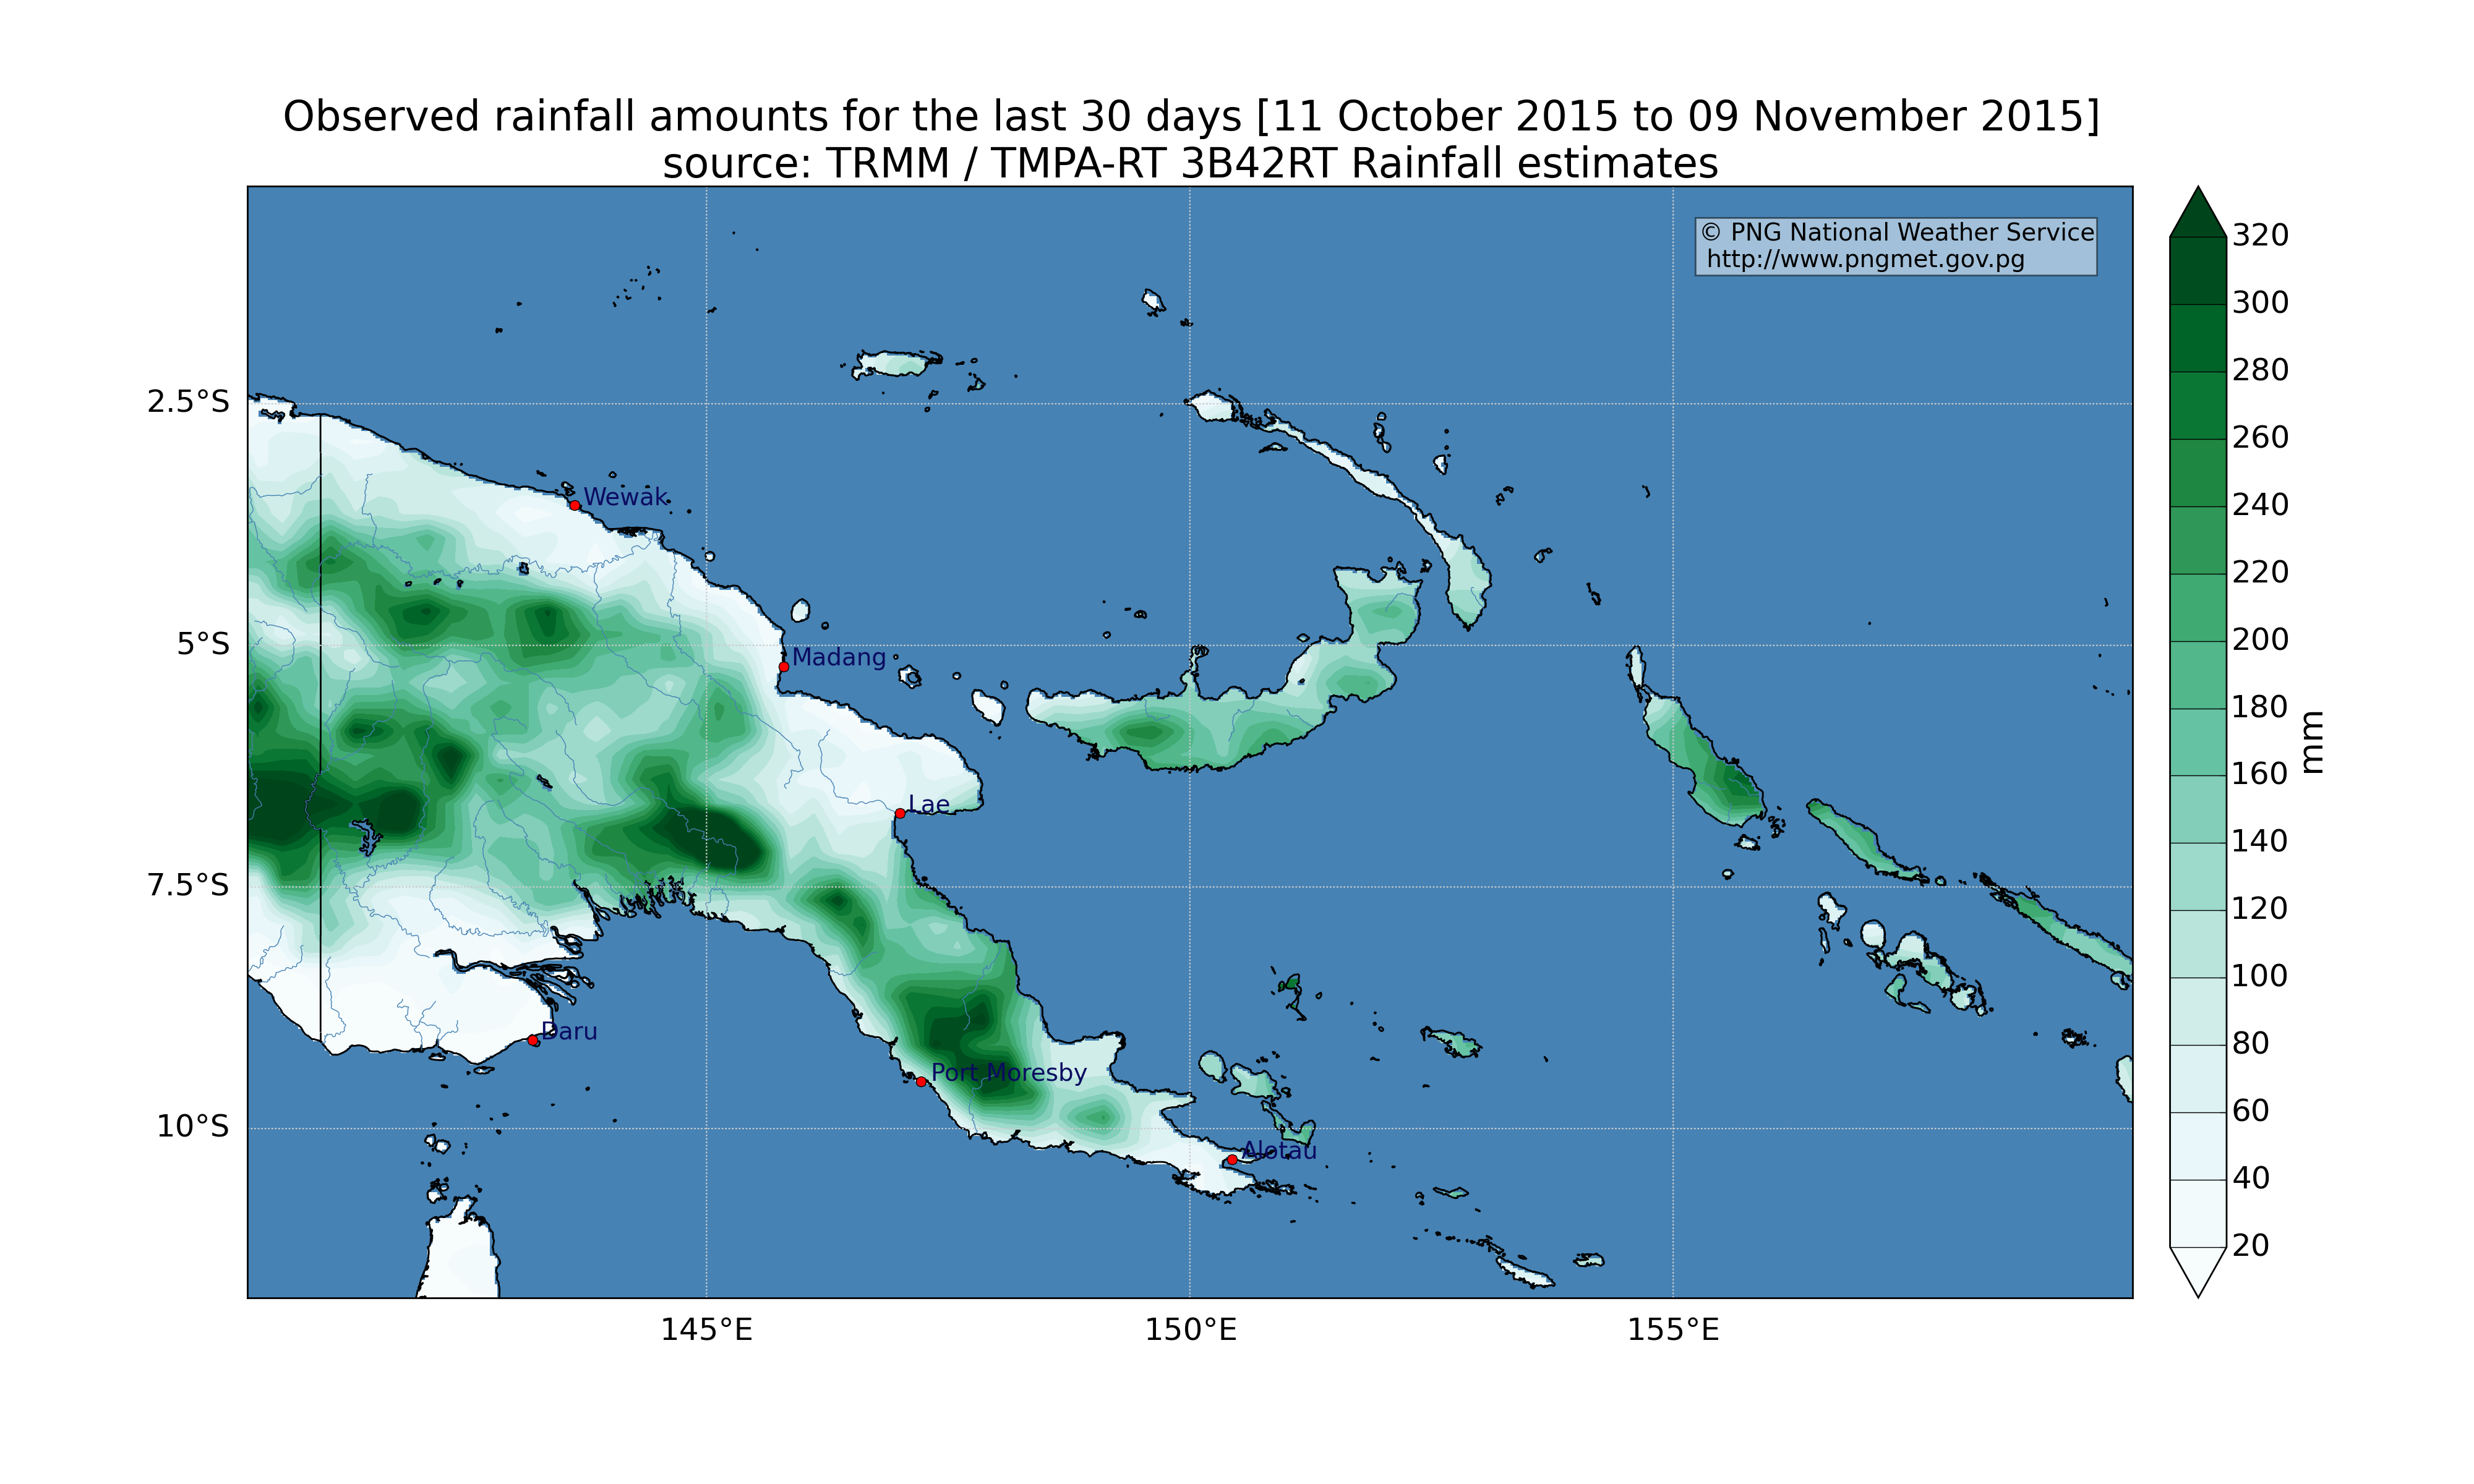 Observed rainfall amounts for the last 30 days [11 October 2015 to 09 November 2015]
source: TRMM / TMPA-RT 3B42RT Rainfall estimates
© PNG National Weather Service
http://www.pngmet.gov.pg
2.5°S
5°S
7.5°S
10°S
Wewak
Madang
Lae
Daru
Port Moresby
Alotau
145°E
150°E
155°E
320
300
280
260
240
220
200
180
160
140
120
100
80
60
40
20
mm